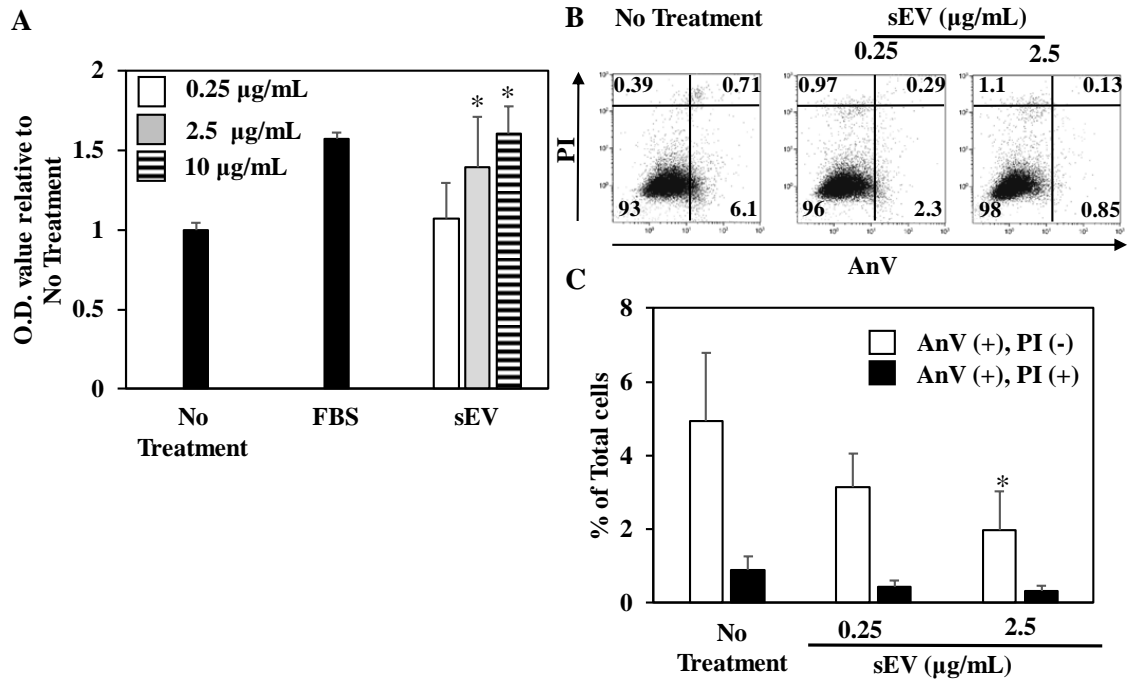 A
O.D. value relative to
No Treatment
2
1.5
1
0.5
0
0.25 µg/mL
2.5 µg/mL
10 µg/mL
* *
No
Treatment
FBS
sEV
B
No Treatment
sEV (µg/mL)
0.25
2.5
PI
0.39 0.71
93 6.1
0.97 0.29
96 2.3
1.1 0.13
98 0.85
AnV
C
% of Total cells
8
6
4
2
0
AnV (+), PI (-)
AnV (+), PI (+)
*
No
Treatment
0.25
2.5
sEV (µg/mL)